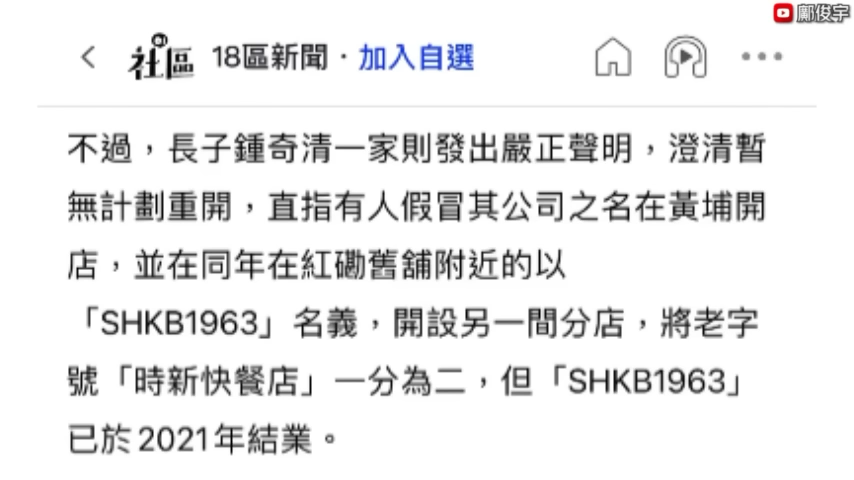 鄺俊宇
社區 18區新聞·加入自選
不過，長子鍾奇清一家則發出嚴正聲明，澄清暫
無計劃重開，直指有人假冒其公司之名在黃埔開
店，並在同年在紅磡舊舖附近的以
「SHKB1963」名義，開設另一間分店，將老字
號「時新快餐店」一分為二，但「SHKB1963」
已於2021年結業。